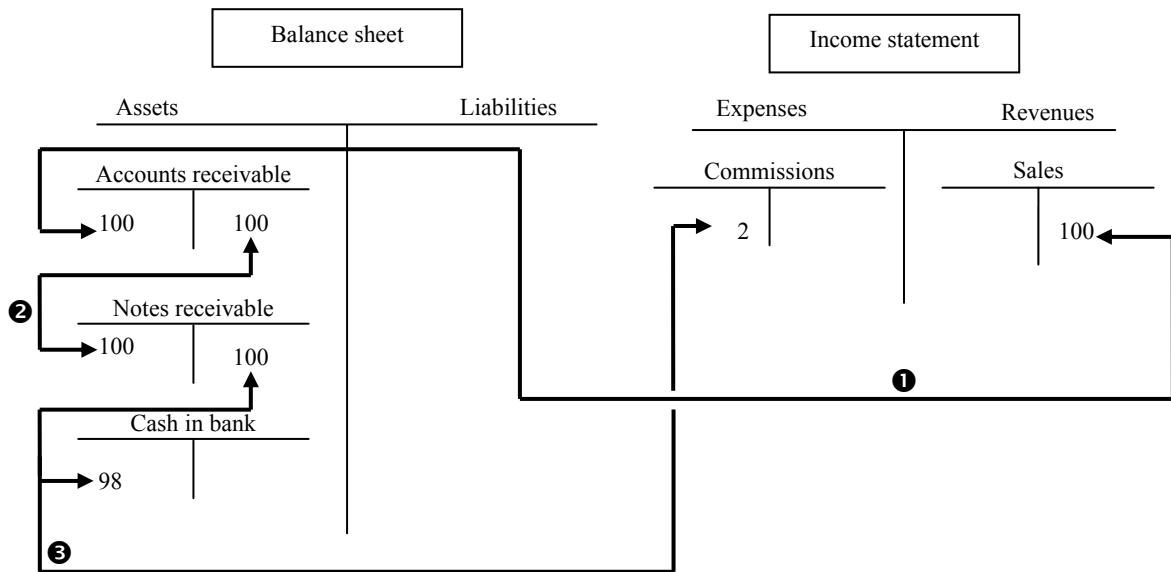 Balance sheet
Income statement
Assets
Liabilities
Expenses
Revenues
Accounts receivable
Commissions
Sales
100
100
2
100
❷
Notes receivable
100
100
❶
Cash in bank
98
❸